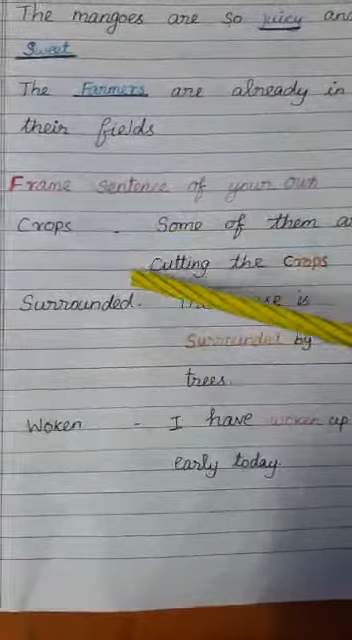 The mangoes are so juicy and
Sweet
The Farmers are already in
their fields
Frame sentence of your own
Crops - Some of them a
Cutting the Crops
Surrounded. is
Surrounded by
trees.
Woken - I have woken up
early today.